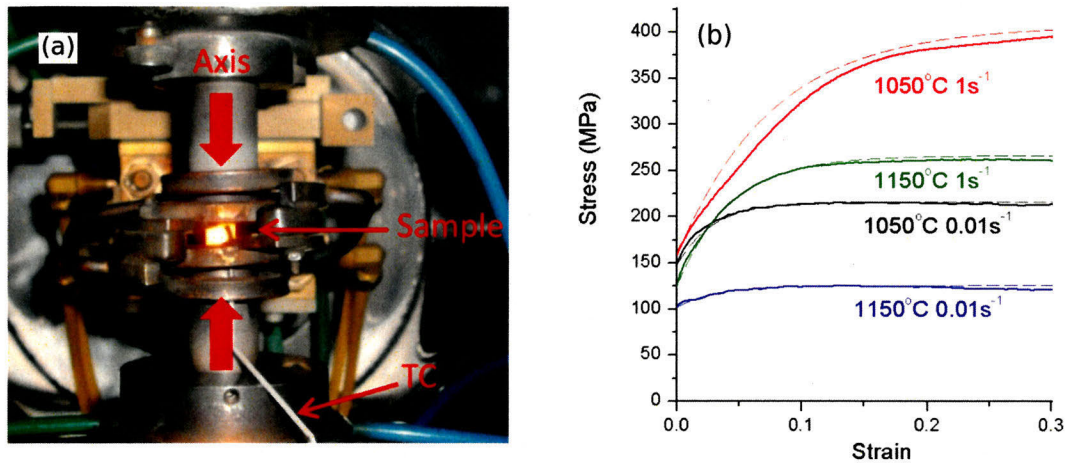 (a)
Axis
Sample
TC
(b)
Stress (MPa)
400
350
300
250
200
150
100
50
0
1050°C 1s⁻¹
1150°C 1s⁻¹
1050°C 0.01s⁻¹
1150°C 0.01s⁻¹
0.0 0.1 0.2 0.3
Strain